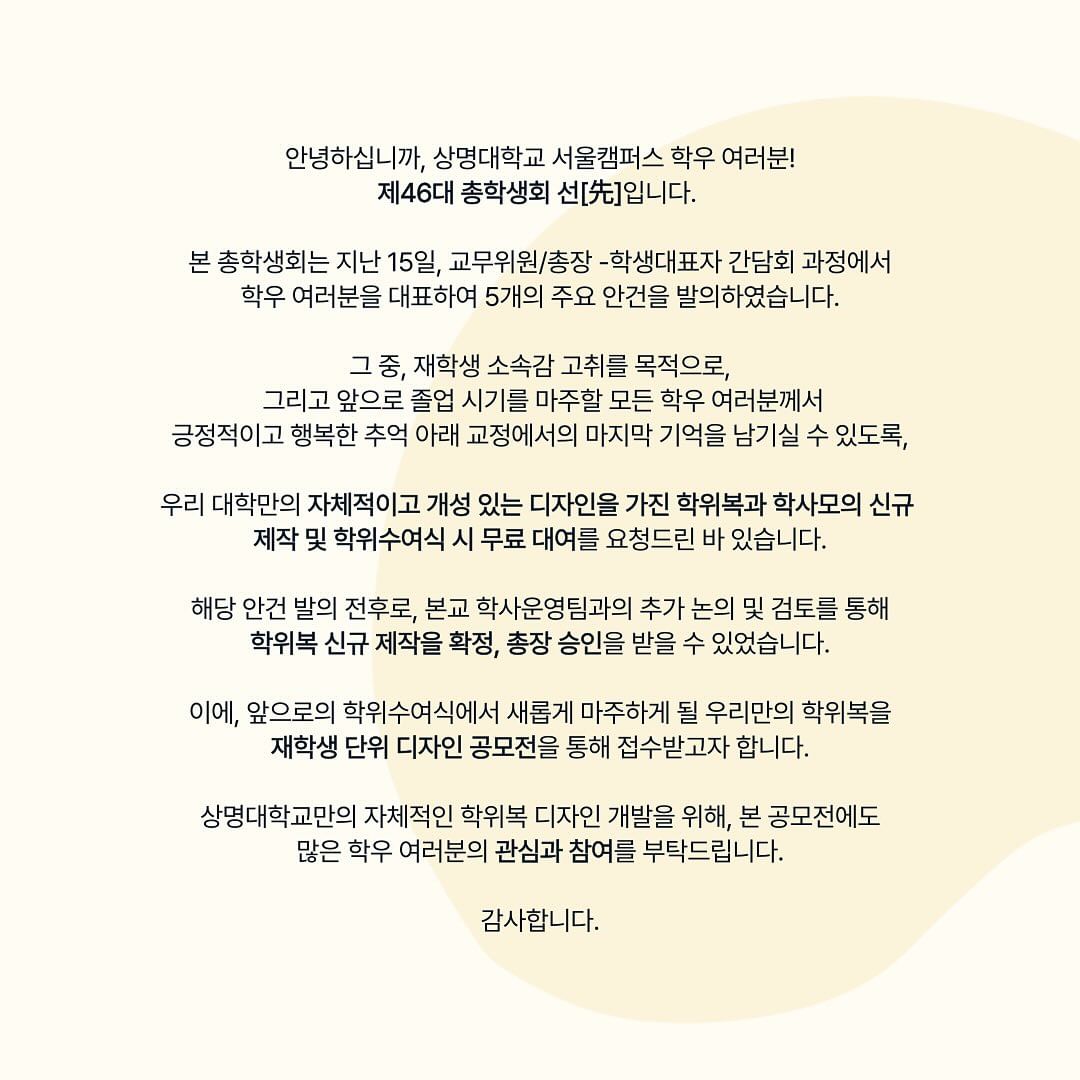 안녕하십니까, 상명대학교 서울캠퍼스 학우 여러분!
제46대 총학생회 선[先]입니다.
본 총학생회는 지난 15일, 교무위원/총장 -학생대표자 간담회 과정에서
학우 여러분을 대표하여 5개의 주요 안건을 발의하였습니다.
그 중, 재학생 소속감 고취를 목적으로,
그리고 앞으로 졸업 시기를 마주할 모든 학우 여러분께서
긍정적이고 행복한 추억 아래 교정에서의 마지막 기억을 남기실 수 있도록,
우리 대학만의 자체적이고 개성 있는 디자인을 가진 학위복과 학사모의 신규
제작 및 학위수여식 시 무료 대여를 요청드린 바 있습니다.
해당 안건 발의 전후로, 본교 학사운영팀과의 추가 논의 및 검토를 통해
학위복 신규 제작을 확정, 총장 승인을 받을 수 있었습니다.
이에, 앞으로의 학위수여식에서 새롭게 마주하게 될 우리만의 학위복을
재학생 단위 디자인 공모전을 통해 접수받고자 합니다.
상명대학교만의 자체적인 학위복 디자인 개발을 위해, 본 공모전에도
많은 학우 여러분의 관심과 참여를 부탁드립니다.
감사합니다.